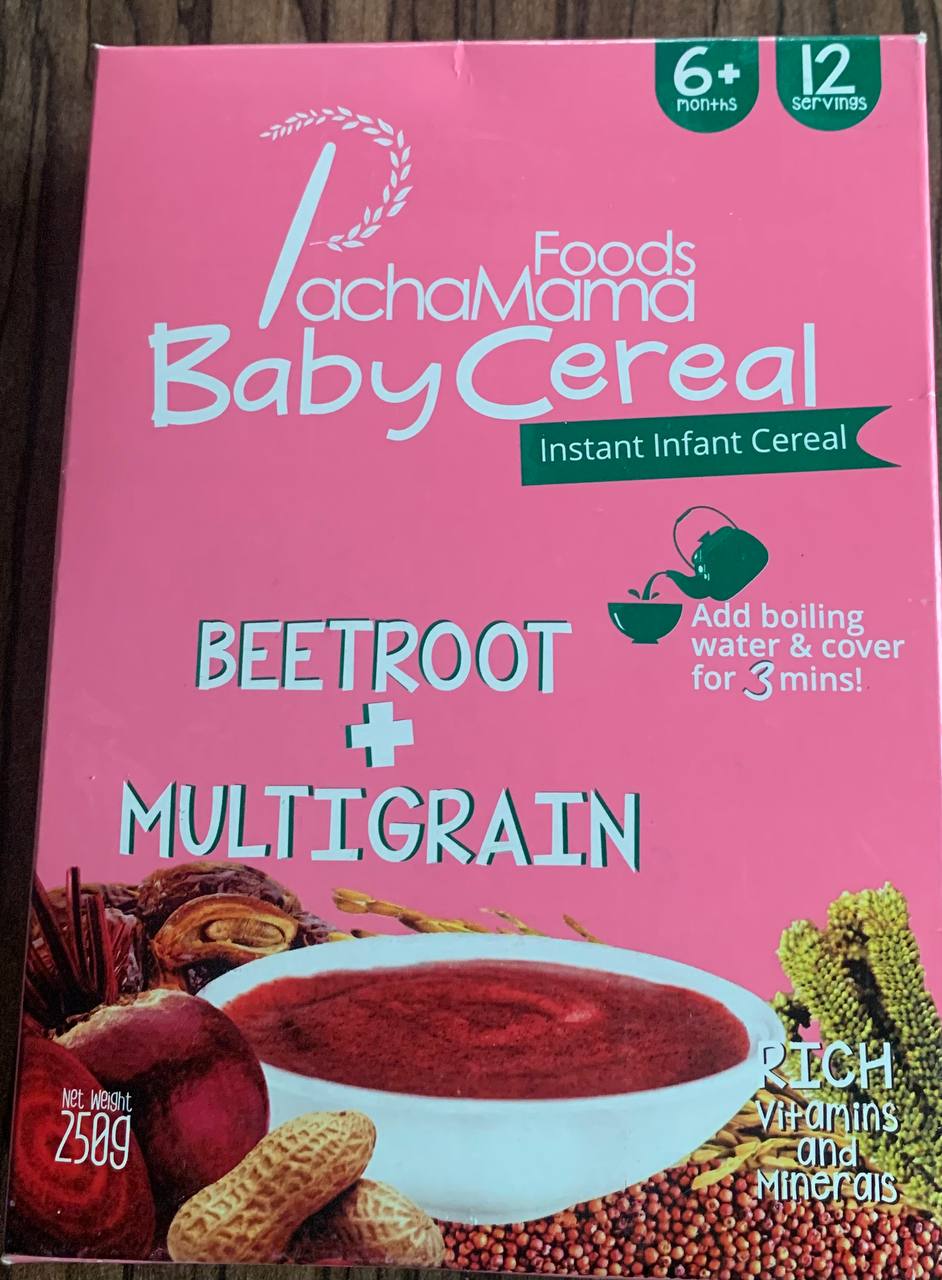 6+
months
12
servings
PachaMama
Foods
Baby Cereal
Instant Infant Cereal
Add boiling
water & cover
for 3 mins!
BEETROOT
+
MULTIGRAIN
RICH
Vitamins
and
Minerals
Net Weight
250g